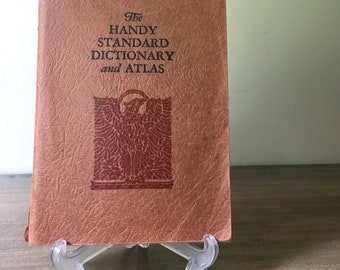 The
HANDY
STANDARD
DICTIONARY
and ATLAS